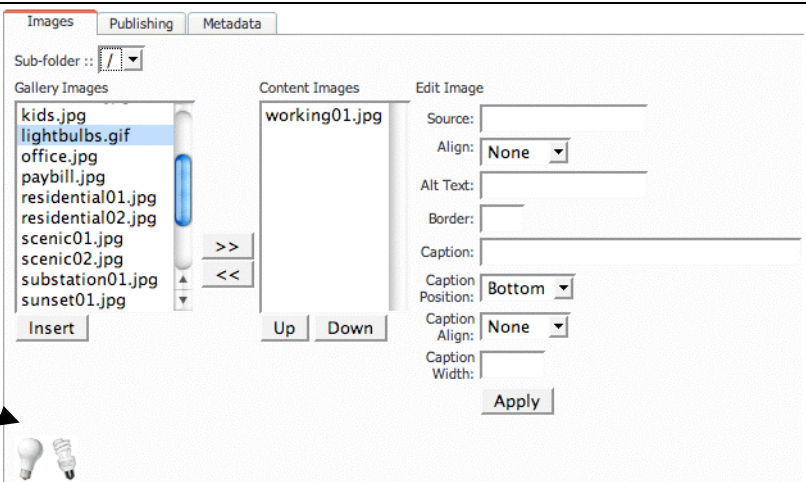 Images Publishing Metadata
Sub-folder :: /
Gallery Images Content Images Edit Image
kids.jpg
lightbulbs.gif
office.jpg
paybill.jpg
residential01.jpg
residential02.jpg
scenic01.jpg
scenic02.jpg
substation01.jpg
sunset01.jpg
Insert
>>
<<
working01.jpg
Up Down
Source:
Align: None
Alt Text:
Border:
Caption:
Caption
Position: Bottom
Caption
Align: None
Caption
Width:
Apply